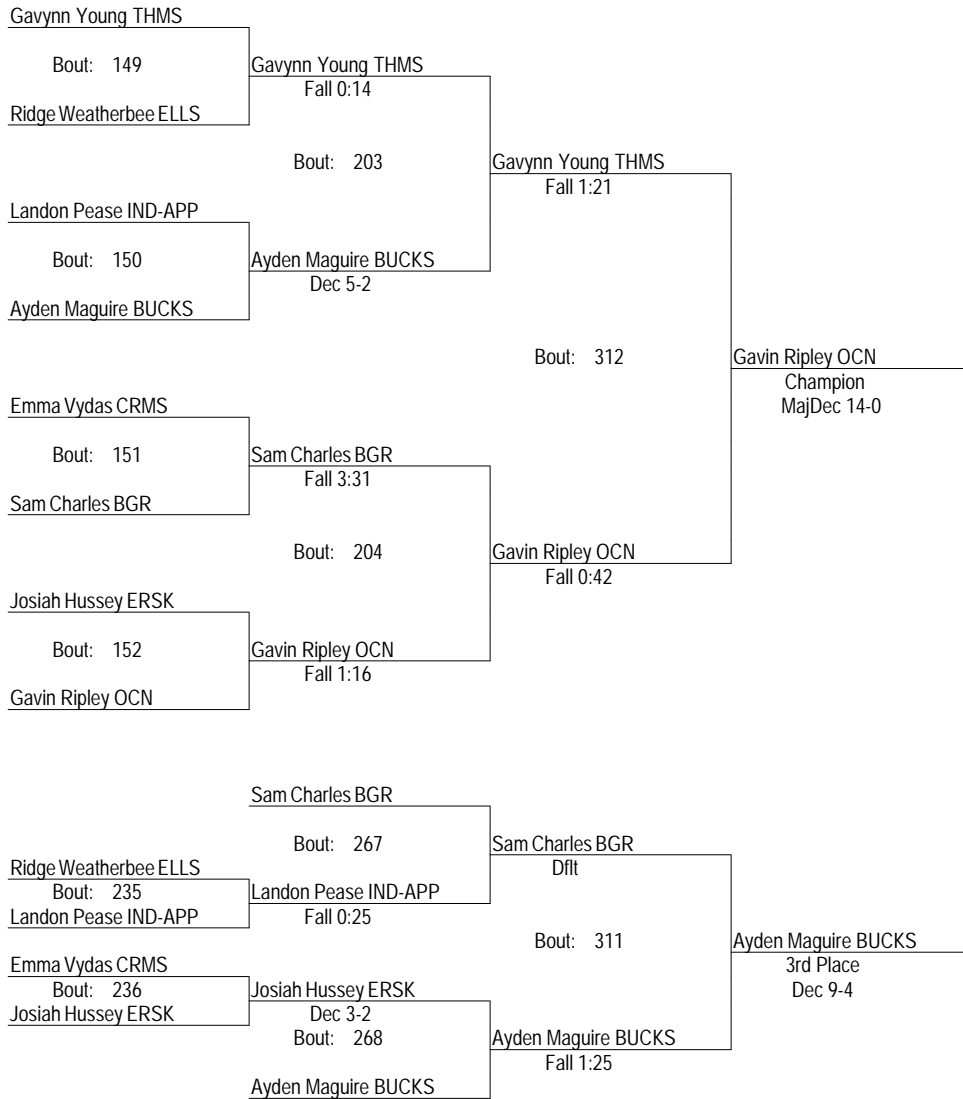 Gavynn Young THMS
Bout: 149
Gavynn Young THMS
Fall 0:14
Ridge Weatherbee ELLS
Bout: 203
Gavynn Young THMS
Fall 1:21
Landon Pease IND-APP
Bout: 150
Ayden Maguire BUCKS
Dec 5-2
Ayden Maguire BUCKS
Bout: 312
Gavin Ripley OCN
Champion
MajDec 14-0
Emma Vydas CRMS
Bout: 151
Sam Charles BGR
Fall 3:31
Sam Charles BGR
Bout: 204
Gavin Ripley OCN
Fall 0:42
Josiah Hussey ERSK
Bout: 152
Gavin Ripley OCN
Fall 1:16
Gavin Ripley OCN
Sam Charles BGR
Bout: 267
Sam Charles BGR
Dflt
Ridge Weatherbee ELLS
Bout: 235
Landon Pease IND-APP
Fall 0:25
Landon Pease IND-APP
Bout: 311
Ayden Maguire BUCKS
3rd Place
Dec 9-4
Emma Vydas CRMS
Bout: 236
Josiah Hussey ERSK
Dec 3-2
Josiah Hussey ERSK
Bout: 268
Ayden Maguire BUCKS
Fall 1:25
Ayden Maguire BUCKS